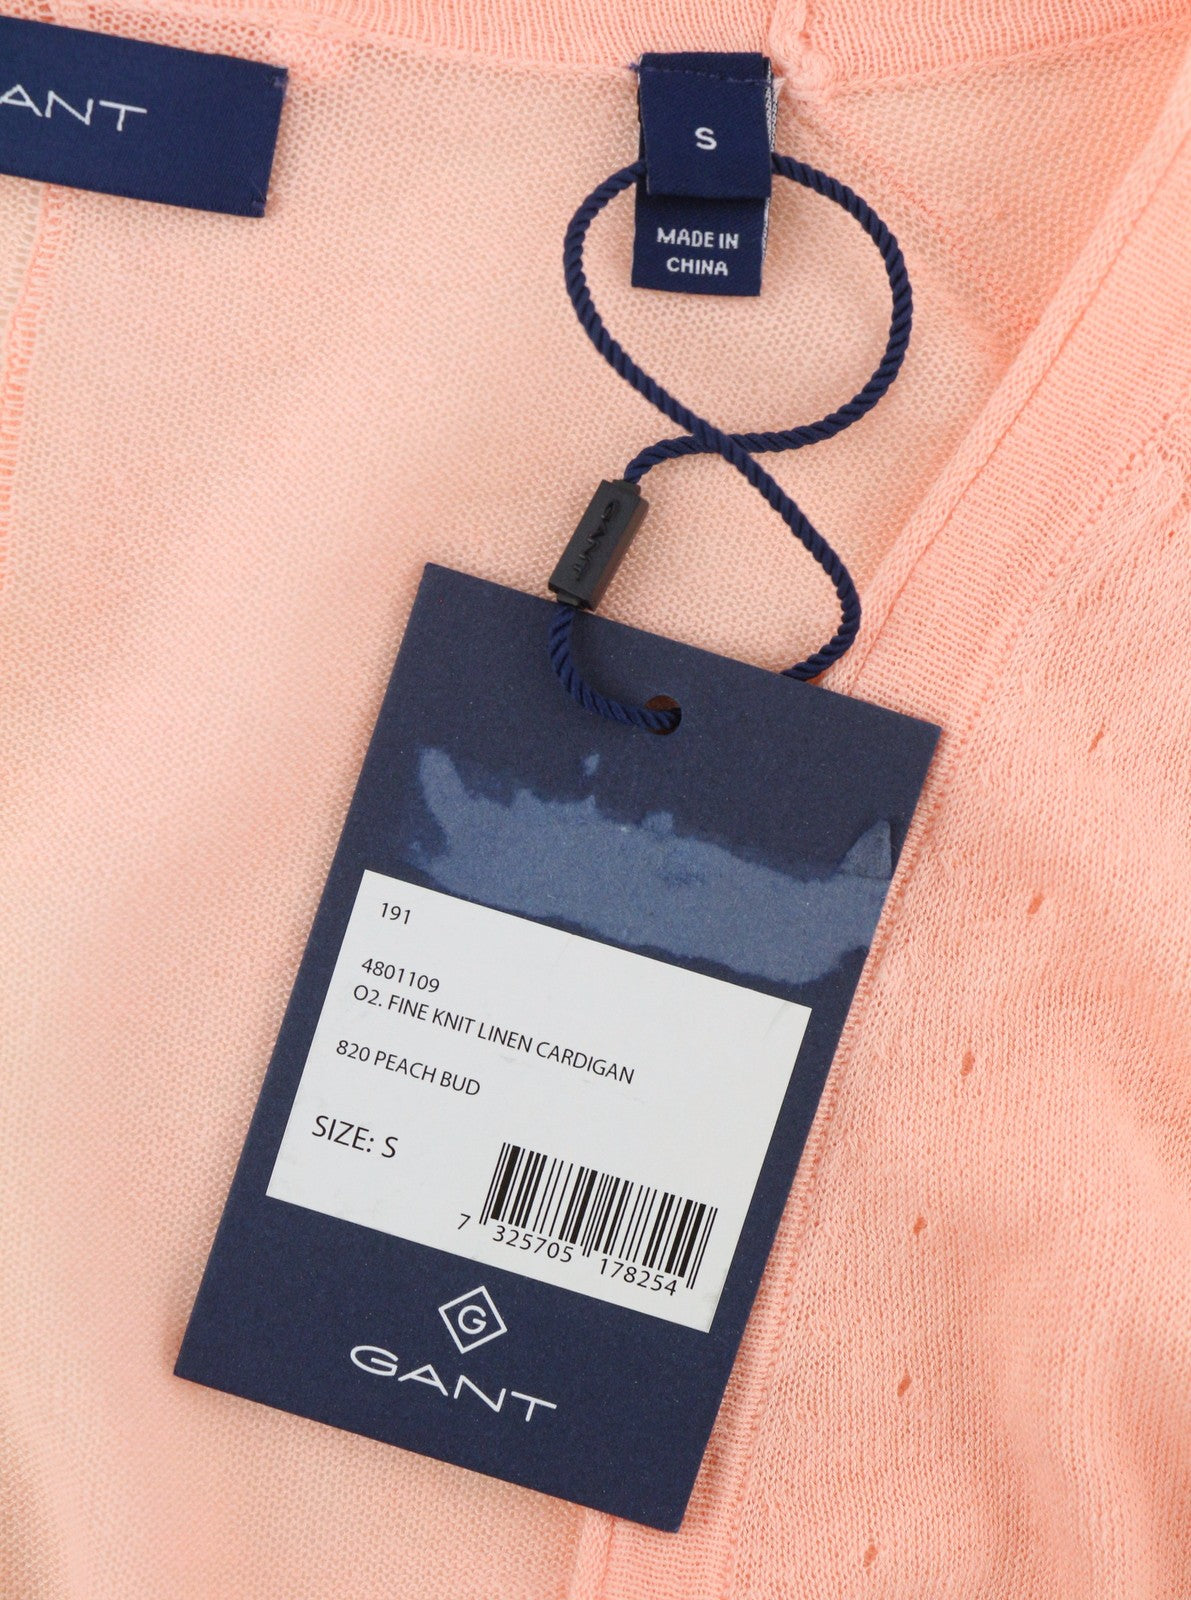 GANT
S
MADE IN
CHINA
GANT
191
4801109
O2. FINE KNIT LINEN CARDIGAN
820 PEACH BUD
SIZE: S
7 325705 178254
G
GANT